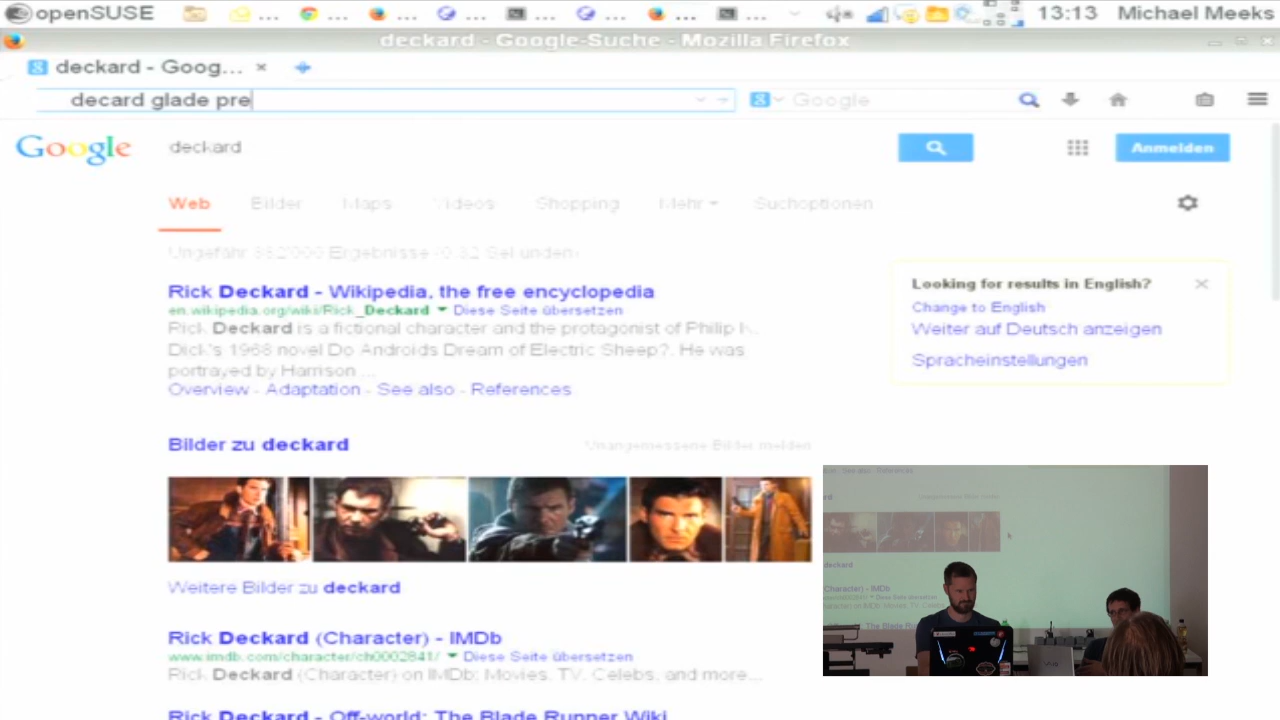 openSUSE ... ... ... ... ... ... ... ... 13:13 Michael Meeks
deckard - Google-Suche - Mozilla Firefox
deckard - Goog... ×
decard glade pre
Google
Google deckard
Anmelden
Web Bilder Maps Videos Shopping Mehr Suchoptionen
Ungefähr Ergebnisse
Rick Deckard - Wikipedia, the free encyclopedia
en.wikipedia.org/wiki/Rick_Deckard Diese Seite übersetzen
Rick Deckard is a fictional character and the protagonist of Philip K.
Dick's 1968 novel Do Androids Dream of Electric Sheep?. He was
portrayed by Harrison ...
Overview - Adaptation - See also - References
Looking for results in English?
Change to English
Weiter auf Deutsch anzeigen
Spracheinstellungen
Bilder zu deckard
Unangemessene Bilder melden
Weitere Bilder zu deckard
Rick Deckard (Character) - IMDb
www.imdb.com/character/ch0002841/ Diese Seite übersetzen
Rick Deckard (Character) on IMDb: Movies, TV, Celebs, and more...
Rick Deckard - Off-world: The Blade Runner Wiki